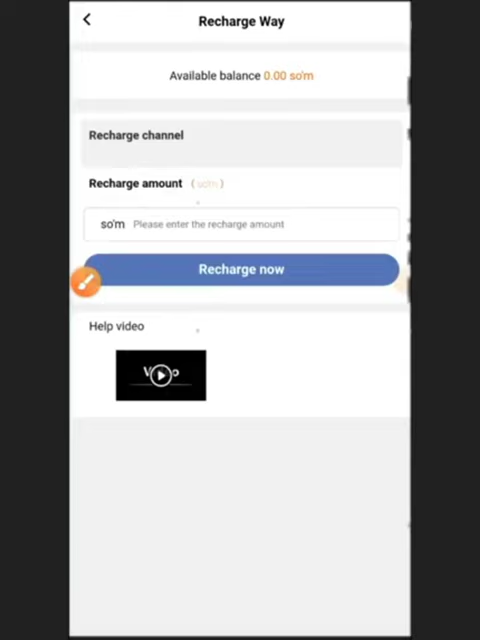 Recharge Way
Available balance 0.00 so'm
Recharge channel
Recharge amount (so'm)
so'm Please enter the recharge amount
Recharge now
Help video